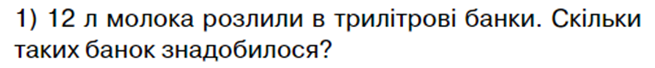 1) 12 л молока розлили в трилітрові банки. Скільки
таких банок знадобилося?